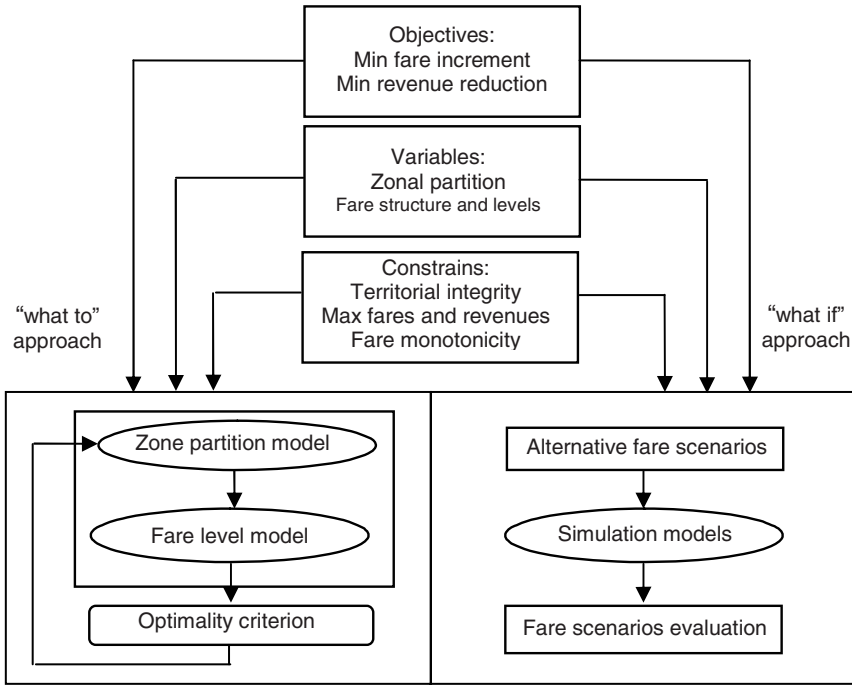 Objectives:
Min fare increment
Min revenue reduction
Variables:
Zonal partition
Fare structure and levels
Constrains:
Territorial integrity
Max fares and revenues
Fare monotonicity
“what to”
approach
“what if”
approach
Zone partition model
Fare level model
Optimality criterion
Alternative fare scenarios
Simulation models
Fare scenarios evaluation